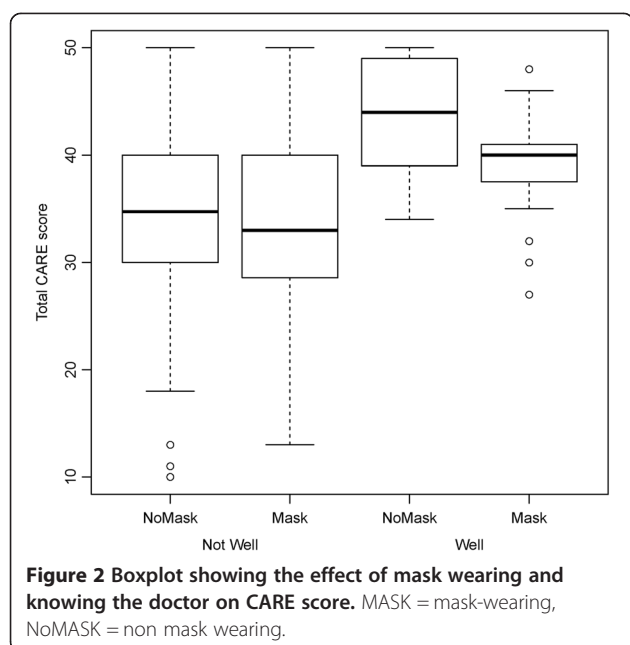 50
40
30
20
10
Total CARE score
NoMask Mask NoMask Mask
Not Well Well
Figure 2 Boxplot showing the effect of mask wearing and
knowing the doctor on CARE score. MASK = mask-wearing,
NoMASK = non mask wearing.